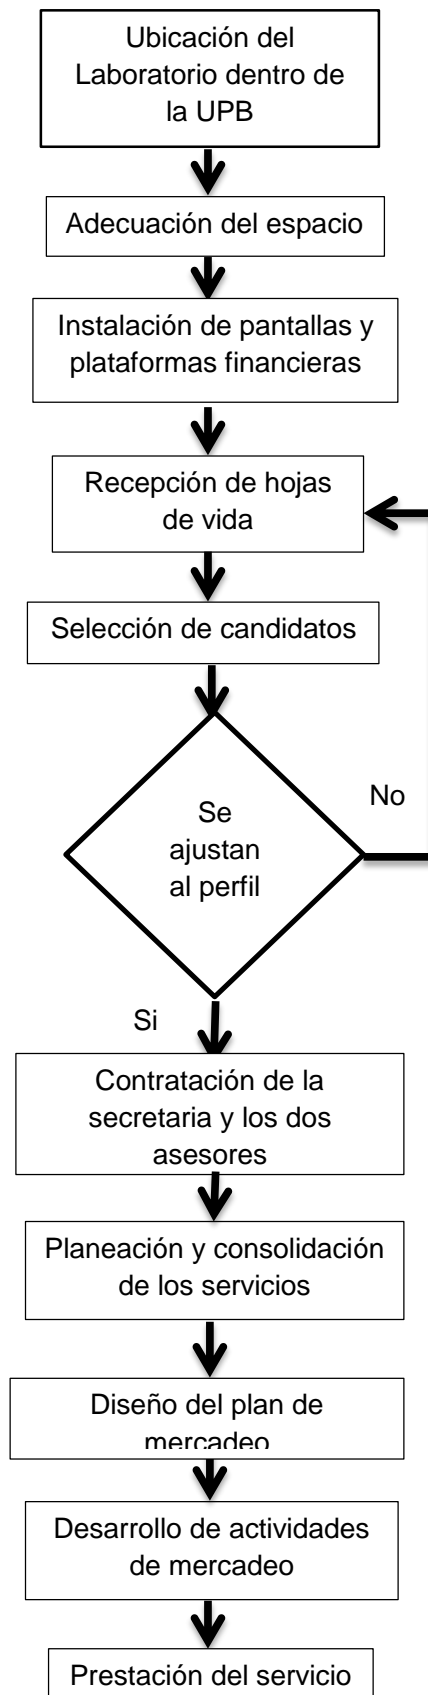 Ubicación del
Laboratorio dentro de
la UPB
Adecuación del espacio
Instalación de pantallas y
plataformas financieras
Recepción de hojas
de vida
Selección de candidatos
No
Se
ajustan
al perfil
Si
Contratación de la
secretaria y los dos
asesores
Planeación y consolidación
de los servicios
Diseño del plan de
mercadeo
Desarrollo de actividades
de mercadeo
Prestación del servicio